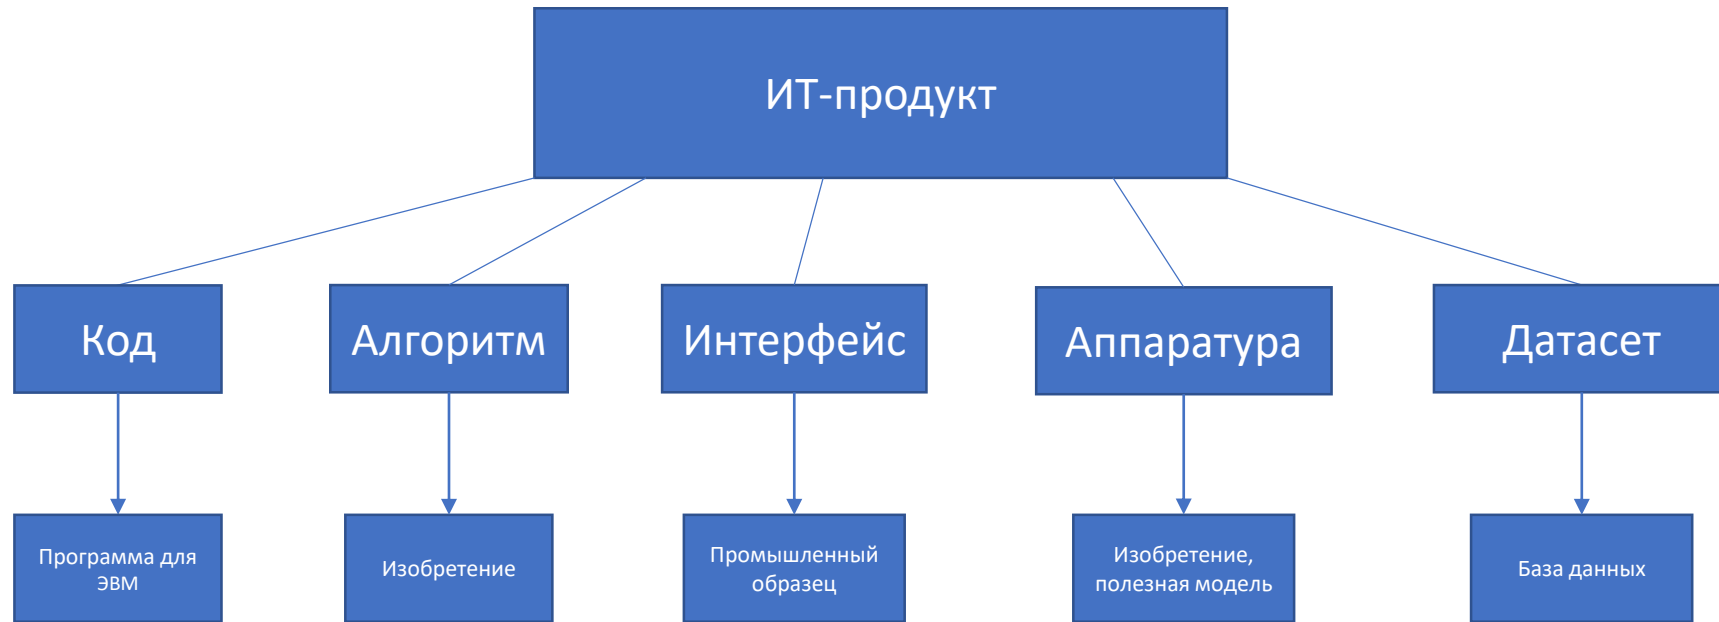 ИТ-продукт
Код
Алгоритм
Интерфейс
Аппаратура
Датасет
Программа для
ЭВМ
Изобретение
Промышленный
образец
Изобретение,
полезная модель
База данных